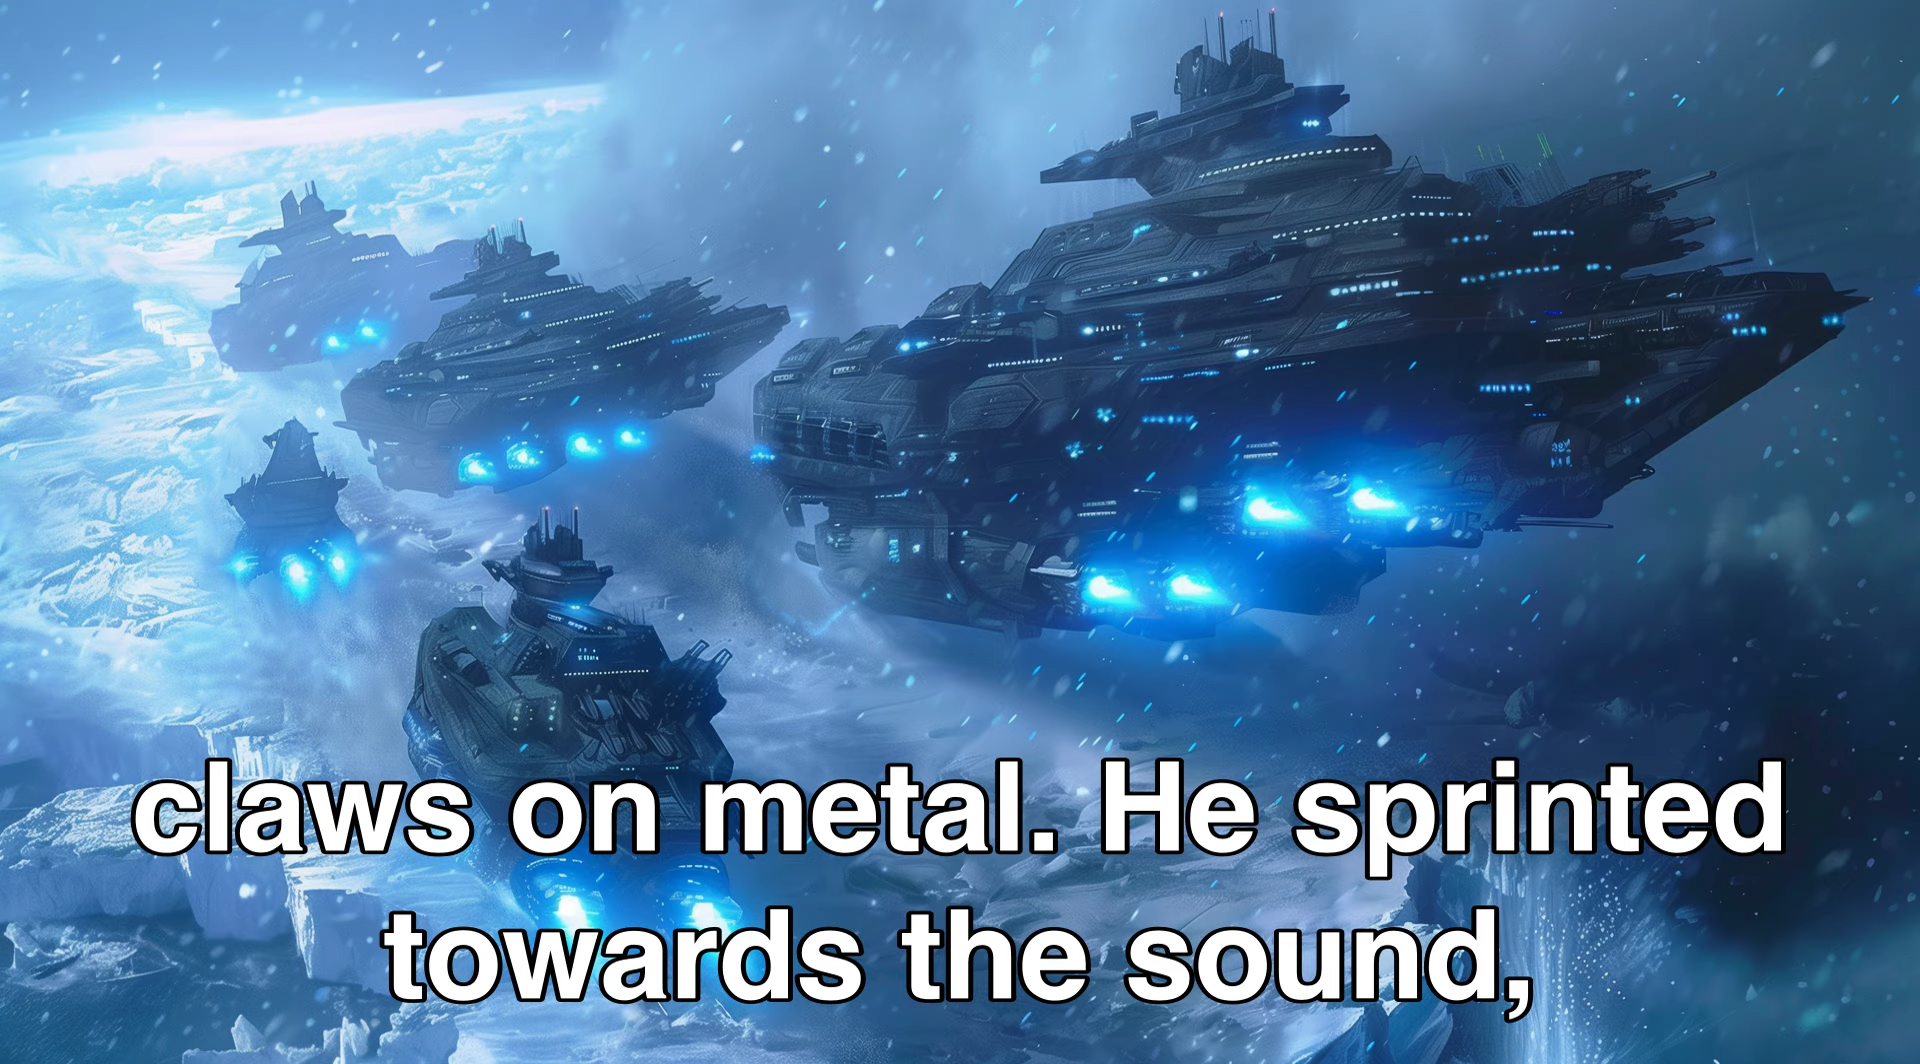 claws on metal. He sprinted
towards the sound,